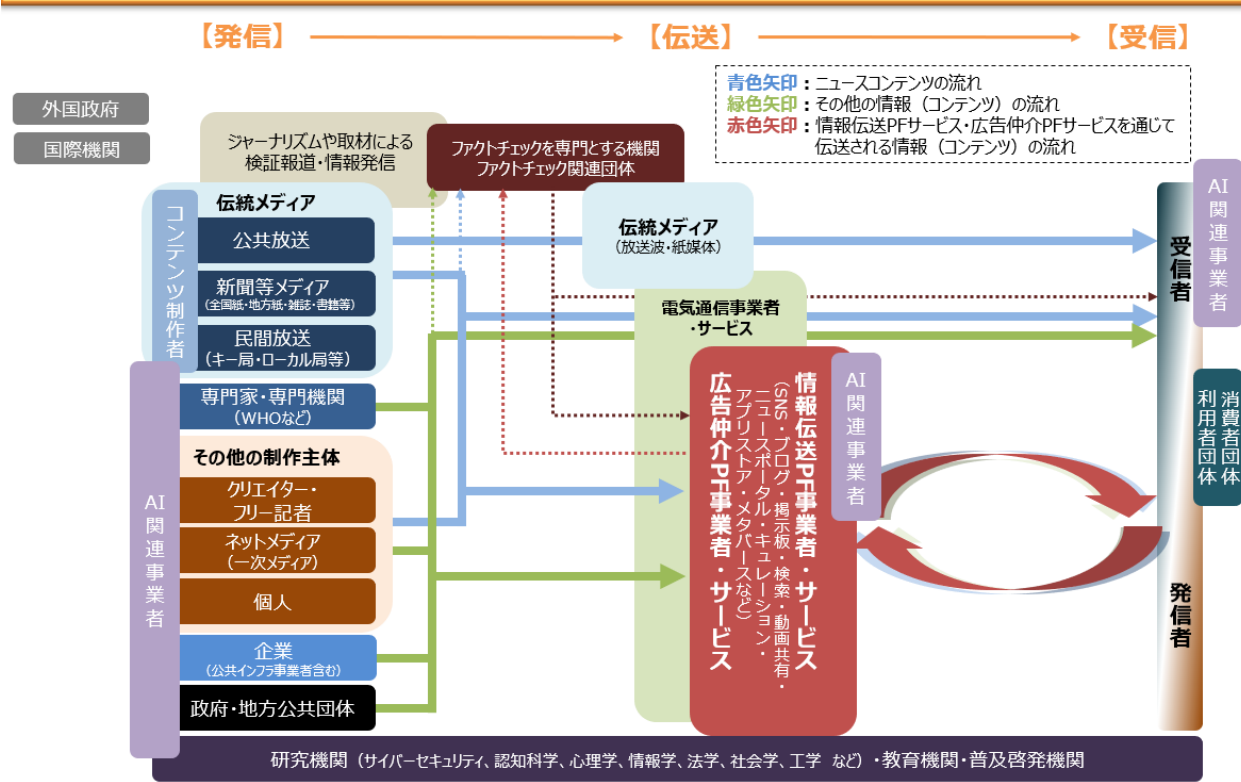 【発信】
【伝送】
【受信】
青色矢印：ニュースコンテンツの流れ
緑色矢印：その他の情報（コンテンツ）の流れ
赤色矢印：情報伝送PFサービス・広告仲介PFサービスを通じて
伝送される情報（コンテンツ）の流れ
外国政府
国際機関
ジャーナリズムや取材による
検証報道・情報発信
ファクトチェックを専門とする機関
ファクトチェック関連団体
コンテンツ制作者
伝統メディア
公共放送
新聞等メディア
（全国紙・地方紙・雑誌・書籍等）
民間放送
（キー局・ローカル局等）
AI関連事業者
専門家・専門機関
（WHOなど）
その他の制作主体
クリエイター・
フリー記者
ネットメディア
（一次メディア）
個人
企業
（公共インフラ事業者含む）
政府・地方公共団体
伝統メディア
（放送波・紙媒体）
電気通信事業者
・サービス
情報伝送PF事業者・サービス
（SNS・ブログ・掲示板・検索・動画共有・
ニュースポータル・キュレーション・
アプリストア・メタバースなど）
広告仲介PF事業者・サービス
AI関連事業者
受信者
発信者
AI関連事業者
消費者団体
利用者団体
研究機関（サイバーセキュリティ、認知科学、心理学、情報学、法学、社会学、工学 など）・教育機関・普及啓発機関